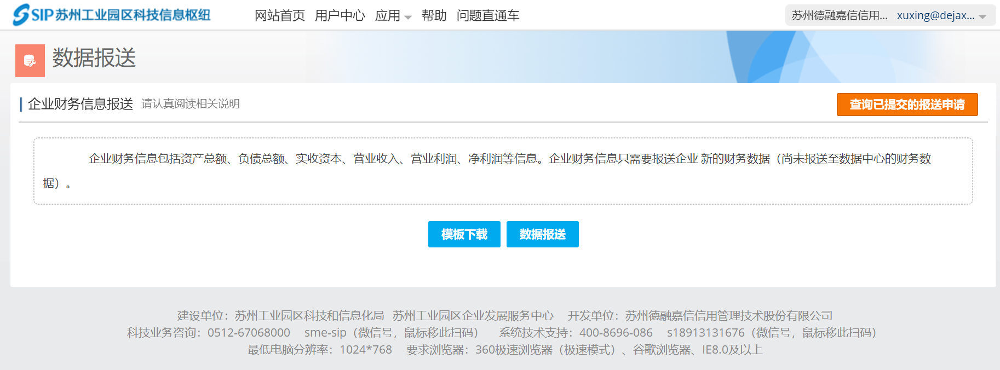 SIP苏州工业园区科技信息枢纽 网站首页 用户中心 应用 帮助 问题直通车 苏州德融嘉信信用... xuxing@dejax...
数据报送
企业财务信息报送 请认真阅读相关说明 查询已提交的报送申请
企业财务信息包括资产总额、负债总额、实收资本、营业收入、营业利润、净利润等信息。企业财务信息只需要报送企业 新的财务数据（尚未报送至数据中心的财务数
据）。
模板下载 数据报送
建设单位：苏州工业园区科技和信息化局 苏州工业园区企业发展服务中心 开发单位：苏州德融嘉信信用管理技术股份有限公司
科技业务咨询：0512-67068000 sme-sip（微信号，鼠标移此扫码） 系统技术支持：400-8696-086 s18913131676（微信号，鼠标移此扫码）
最低电脑分辨率：1024*768 要求浏览器：360极速浏览器（极速模式）、谷歌浏览器、IE8.0及以上